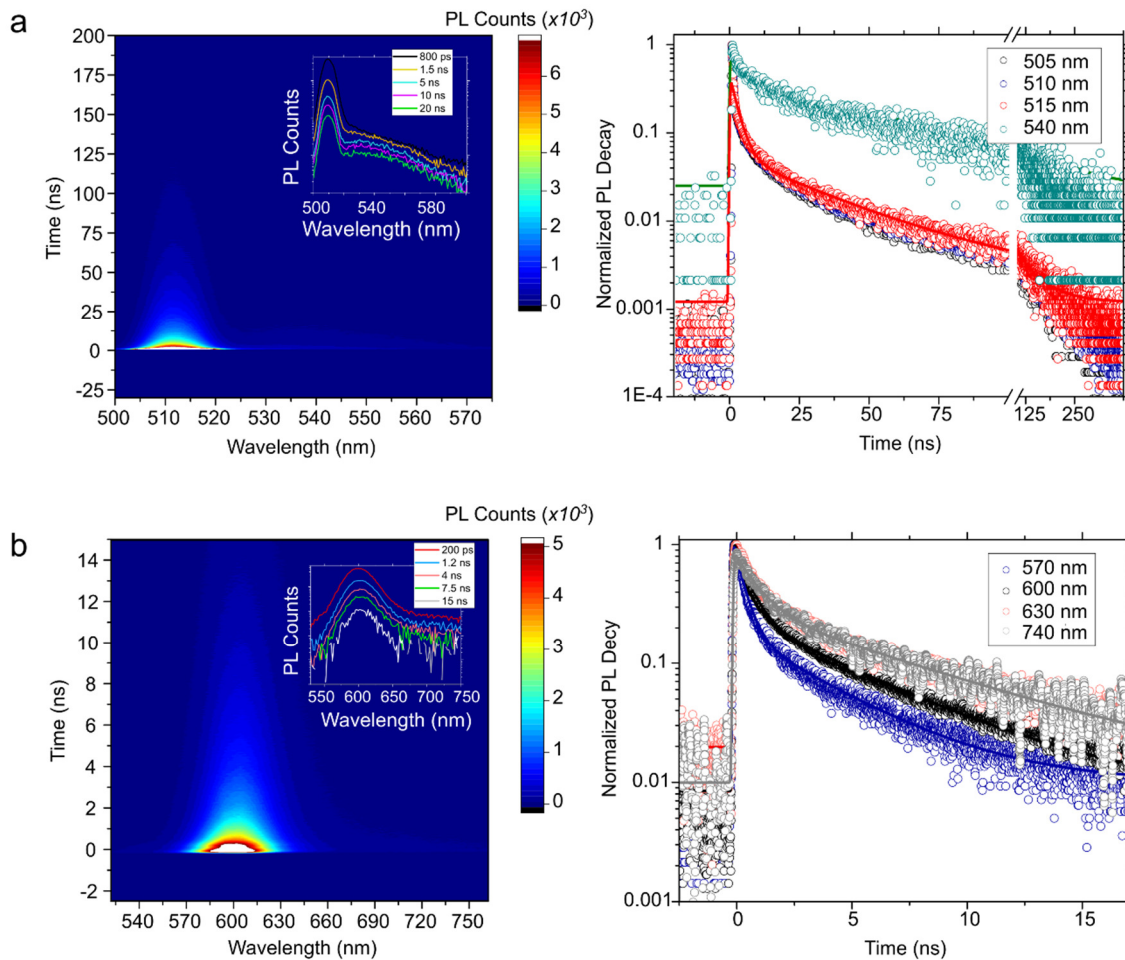 a
PL Counts (x10³)
200
175
150
125
100
75
50
25
0
-25
Time (ns)
500 510 520 530 540 550 560 570
Wavelength (nm)
800 ps
1.5 ns
5 ns
10 ns
20 ns
PL Counts
500 540 580
Wavelength (nm)
6
5
4
3
2
1
0
1
0.1
0.01
0.001
1E-4
Normalized PL Decay
505 nm
510 nm
515 nm
540 nm
0 25 50 75 125 250
Time (ns)
b
PL Counts (x10³)
14
12
10
8
6
4
2
0
-2
Time (ns)
540 570 600 630 660 690 720 750
Wavelength (nm)
200 ps
1.2 ns
4 ns
7.5 ns
15 ns
PL Counts
550 600 650 700 750
Wavelength (nm)
5
4
3
2
1
0
1
0.1
0.01
0.001
Normalized PL Decy
570 nm
600 nm
630 nm
740 nm
0 5 10 15
Time (ns)